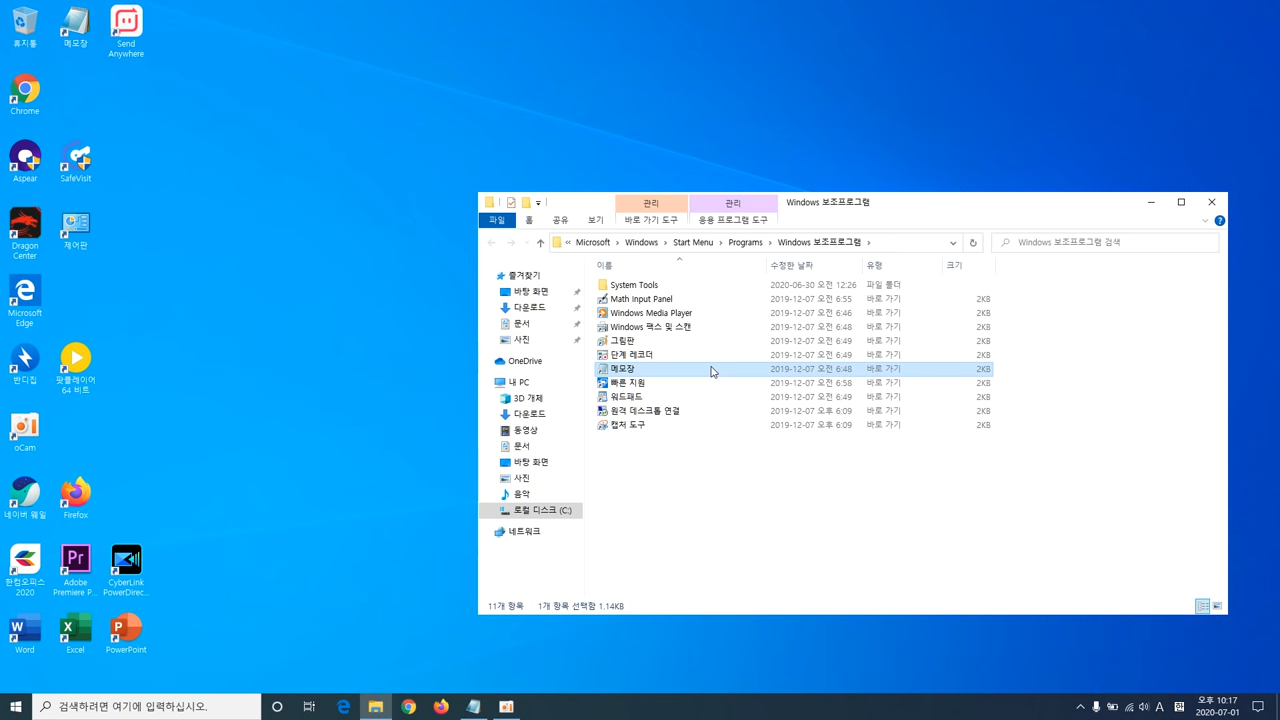 휴지통
메모장
Send
Anywhere
Chrome
Aspear
SafeVisit
Dragon
Center
제어판
Microsoft
Edge
반디집
팟플레이어
64 비트
oCam
네이버 웨일
Firefox
한컴오피스
2020
Adobe
Premiere P...
CyberLink
PowerDirec...
Word
Excel
PowerPoint
관리
관리
Windows 보조프로그램
파일
홈
공유
보기
바로 가기 도구
응용 프로그램 도구
« Microsoft > Windows > Start Menu > Programs > Windows 보조프로그램 >
Windows 보조프로그램 검색
이름 수정한 날짜 유형 크기
즐겨찾기
바탕 화면
다운로드
문서
사진
OneDrive
내 PC
3D 개체
다운로드
동영상
문서
바탕 화면
사진
음악
로컬 디스크 (C:)
네트워크
System Tools 2020-06-30 오전 12:26 파일 폴더
Math Input Panel 2019-12-07 오전 6:55 바로 가기 2KB
Windows Media Player 2019-12-07 오전 6:46 바로 가기 2KB
Windows 팩스 및 스캔 2019-12-07 오전 6:48 바로 가기 2KB
그림판 2019-12-07 오전 6:49 바로 가기 2KB
단계 레코더 2019-12-07 오전 6:49 바로 가기 2KB
메모장 2019-12-07 오전 6:48 바로 가기 2KB
빠른 지원 2019-12-07 오전 6:58 바로 가기 2KB
워드패드 2019-12-07 오전 6:49 바로 가기 2KB
원격 데스크톱 연결 2019-12-07 오후 6:09 바로 가기 2KB
캡처 도구 2019-12-07 오후 6:09 바로 가기 2KB
11개 항목 1개 항목 선택함 1.14KB
검색하려면 여기에 입력하십시오.
A
오후 10:17
2020-07-01